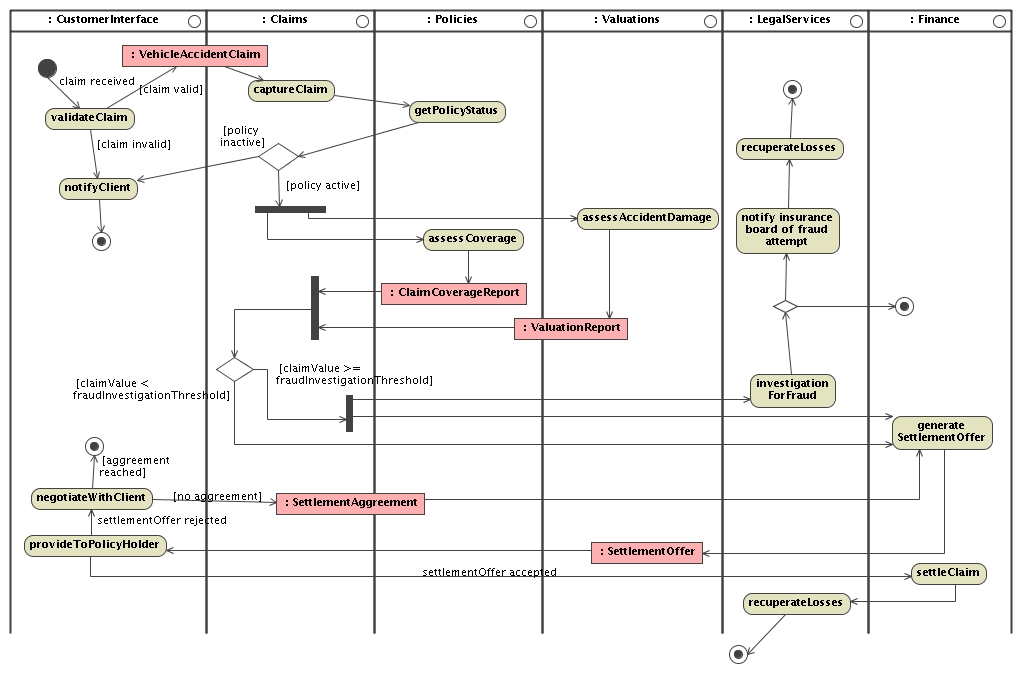 : CustomerInterface
: Claims
: Policies
: Valuations
: LegalServices
: Finance
: VehicleAccidentClaim
claim received
[claim valid]
captureClaim
getPolicyStatus
validateClaim
[policy
inactive]
[claim invalid]
recuperateLosses
notifyClient
[policy active]
assessAccidentDamage
notify insurance
board of fraud
attempt
assessCoverage
: ClaimCoverageReport
: ValuationReport
[claimValue >=
fraudInvestigationThreshold]
[claimValue <
fraudInvestigationThreshold]
investigation
ForFraud
generate
SettlementOffer
[aggreement
reached]
negotiateWithClient
[no aggreement]
: SettlementAggreement
settlementOffer rejected
provideToPolicyHolder
: SettlementOffer
settlementOffer accepted
settleClaim
recuperateLosses